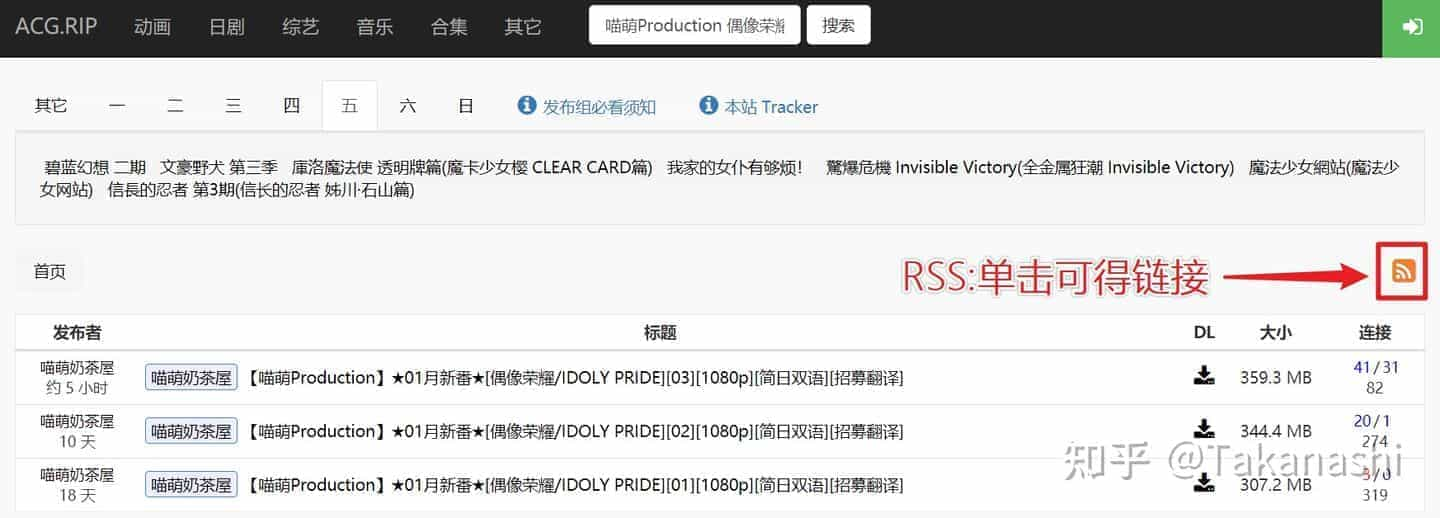 ACG.RIP 动画 日剧 综艺 音乐 合集 其它 喵萌Production 偶像荣耀 搜索
其它 一 二 三 四 五 六 日 发布组必看须知 本站 Tracker
碧蓝幻想 二期 文豪野犬 第三季 庫洛魔法使 透明牌篇(魔卡少女樱 CLEAR CARD篇) 我家的女仆有够烦! 驚爆危機 Invisible Victory(全金属狂潮 Invisible Victory) 魔法少女網站(魔法少
女网站) 信長的忍者 第3期(信长的忍者 姊川·石山篇)
首页 RSS:单击可得链接
发布者 标题 DL 大小 连接
喵萌奶茶屋
约 5 小时
喵萌奶茶屋 【喵萌Production】★01月新番★[偶像荣耀/IDOLY PRIDE][03][1080p][简日双语][招募翻译] 359.3 MB
41 / 31
82
喵萌奶茶屋
10 天
喵萌奶茶屋 【喵萌Production】★01月新番★[偶像荣耀/IDOLY PRIDE][02][1080p][简日双语][招募翻译] 344.4 MB
20 / 1
274
喵萌奶茶屋
18 天
喵萌奶茶屋 【喵萌Production】★01月新番★[偶像荣耀/IDOLY PRIDE][01][1080p][简日双语][招募翻译] 307.2 MB
3 / 0
319
知乎 @Takanashi